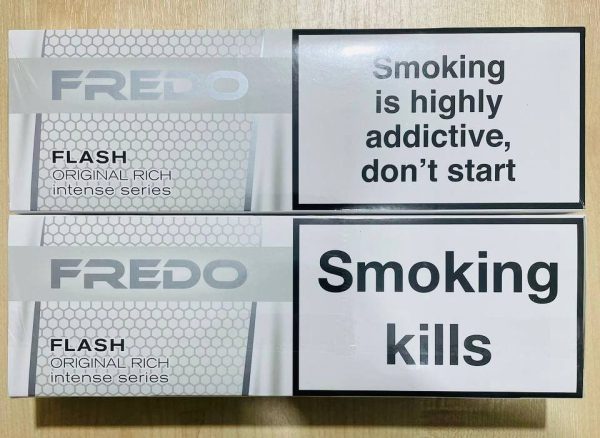 FREDO
FLASH
ORIGINAL RICH
intense series
Smoking
is highly
addictive,
don't start
FREDO
FLASH
ORIGINAL RICH
intense series
Smoking
kills